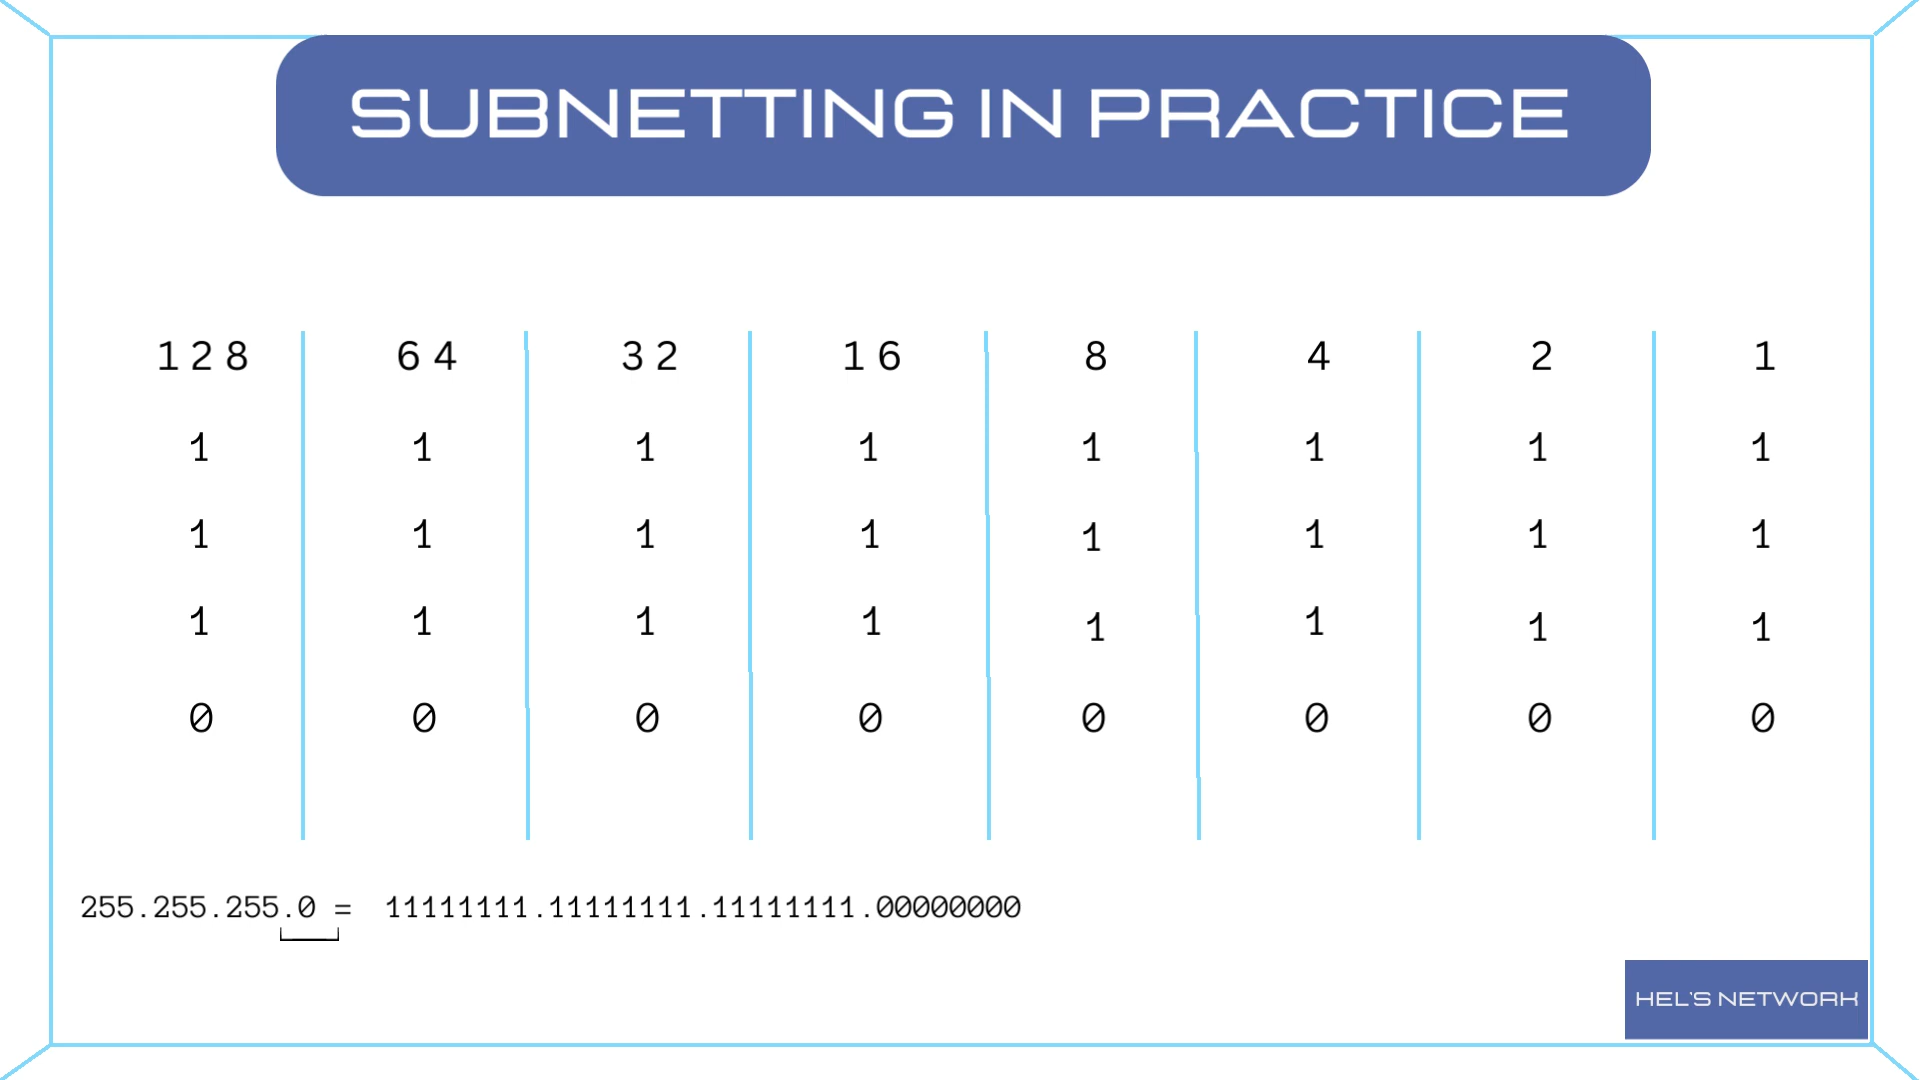 SUBNETTING IN PRACTICE
128 64 32 16 8 4 2 1
1 1 1 1 1 1 1 1
1 1 1 1 1 1 1 1
1 1 1 1 1 1 1 1
0 0 0 0 0 0 0 0
255.255.255.0 = 11111111.11111111.11111111.00000000
HEL'S NETWORK